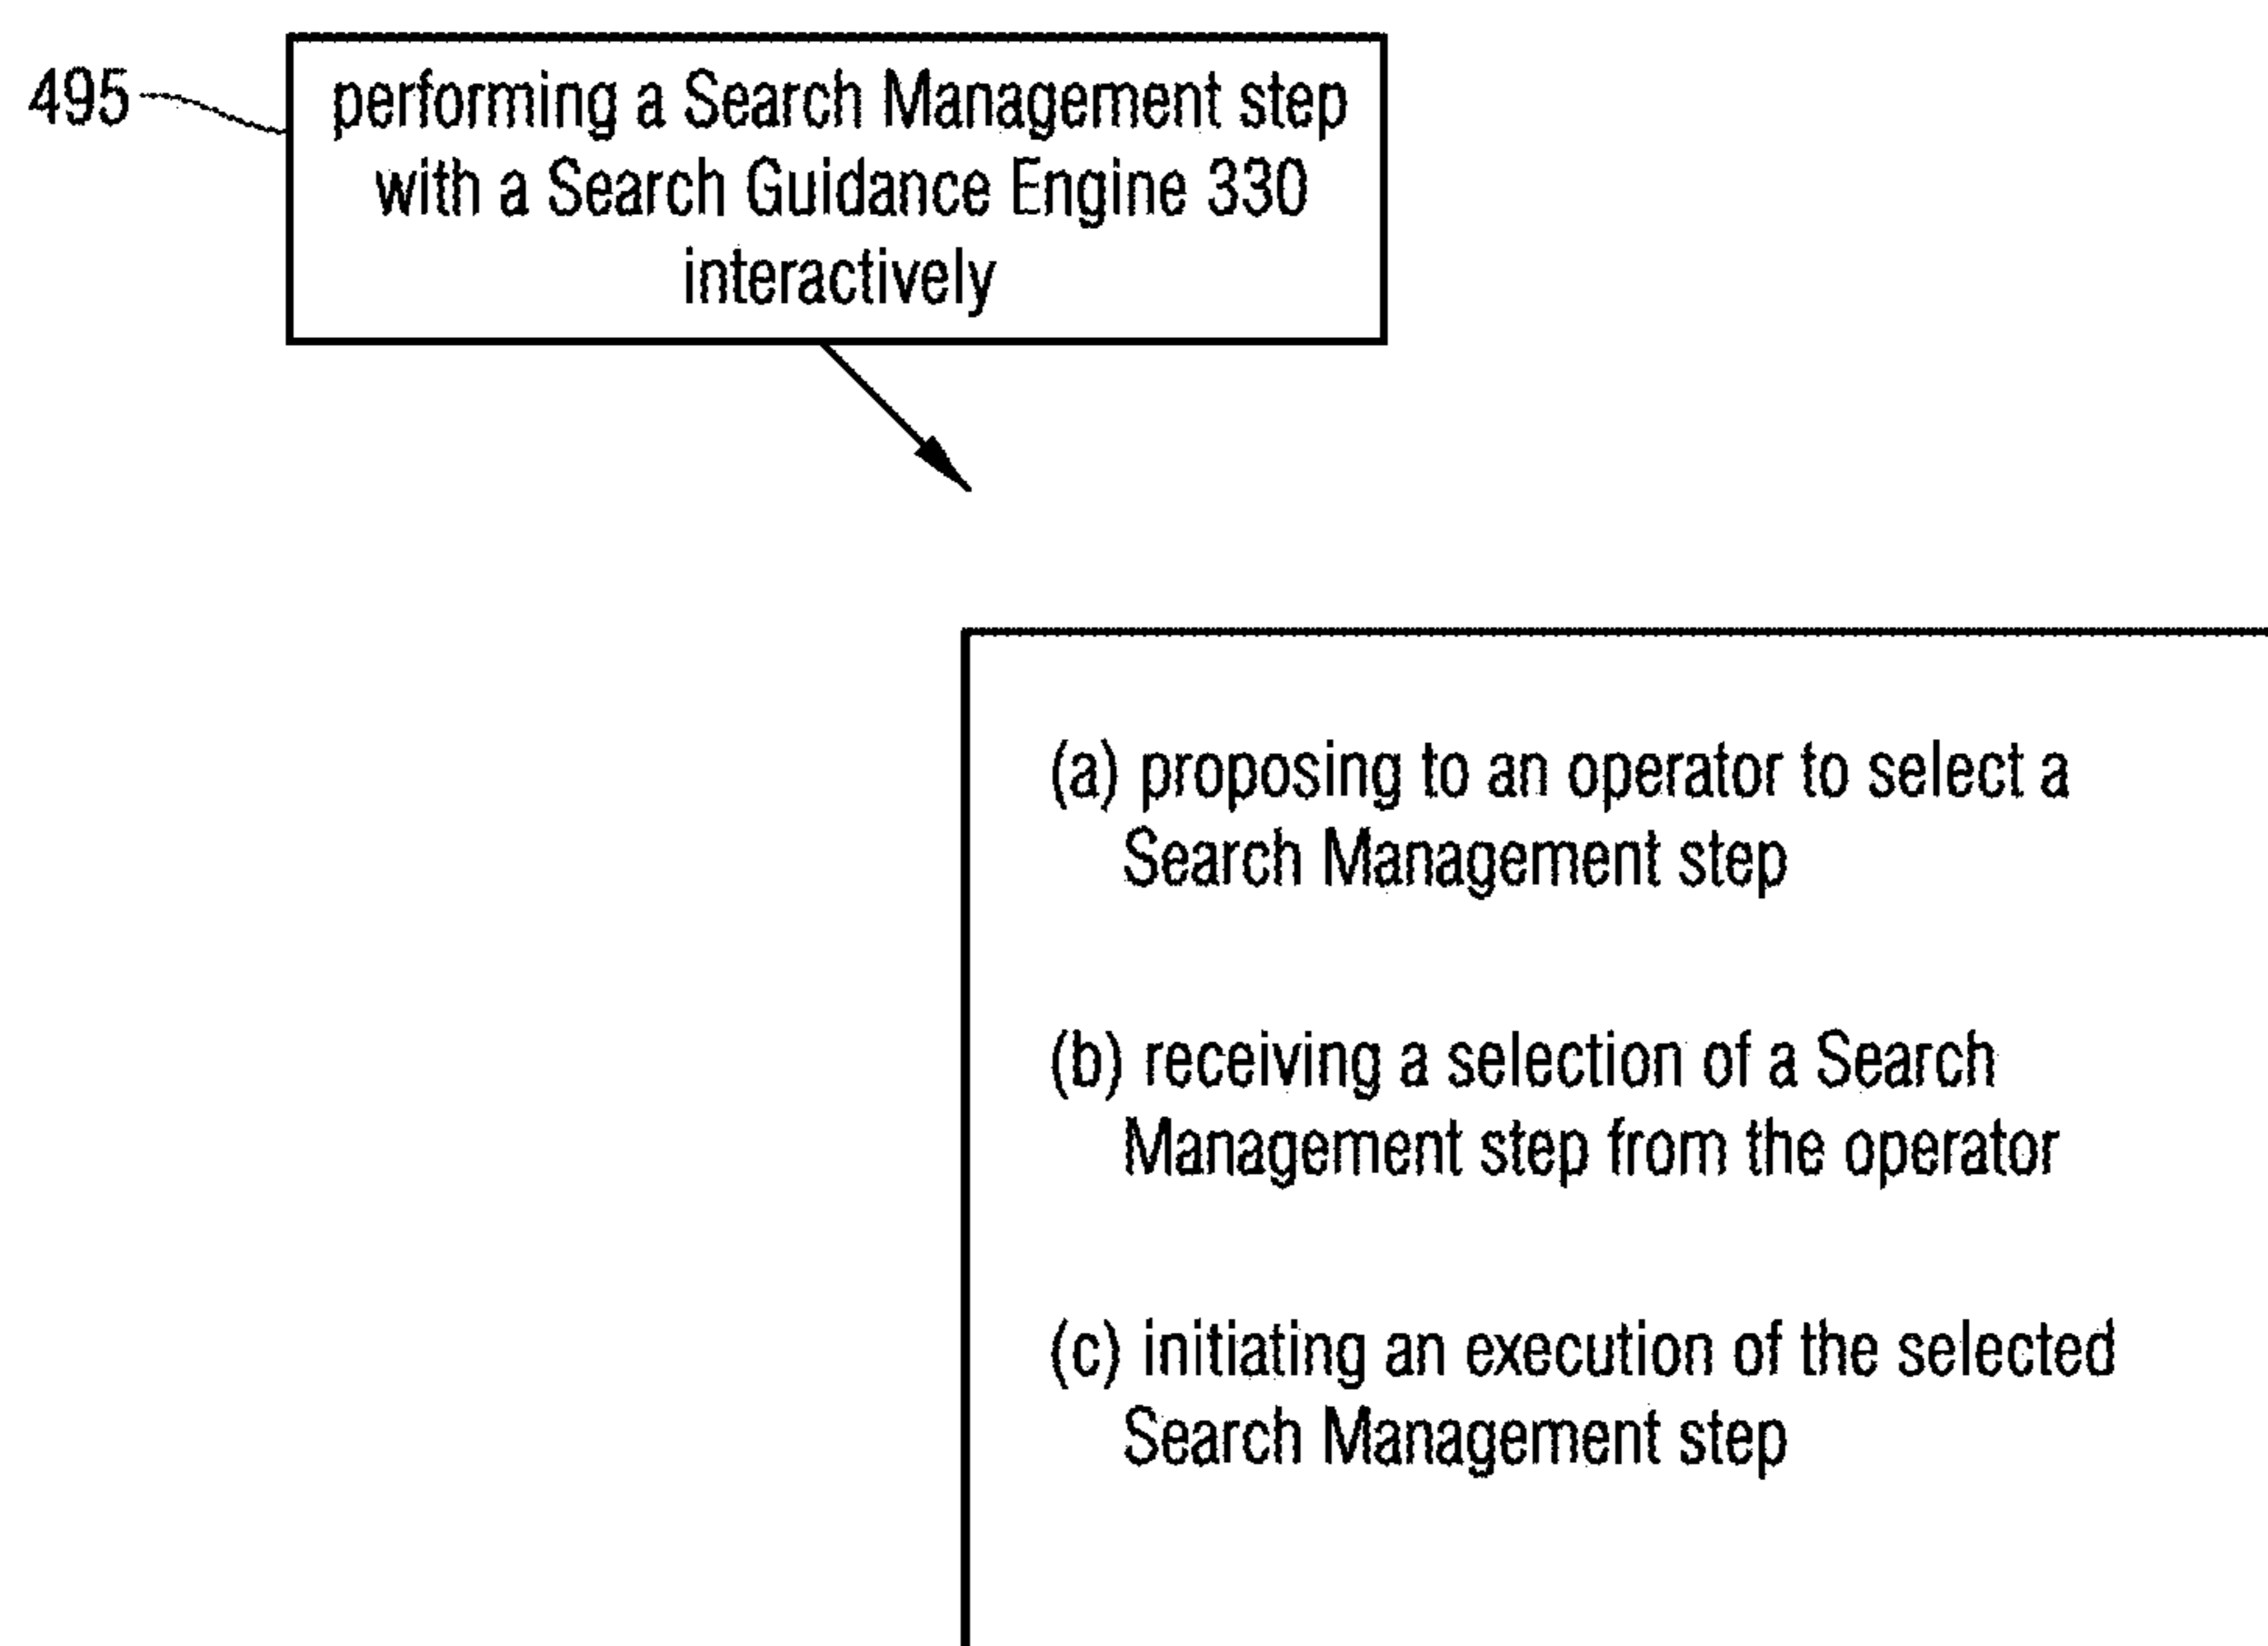 495
performing a Search Management step
with a Search Guidance Engine 330
interactively
(a) proposing to an operator to select a
Search Management step
(b) receiving a selection of a Search
Management step from the operator
(c) initiating an execution of the selected
Search Management step